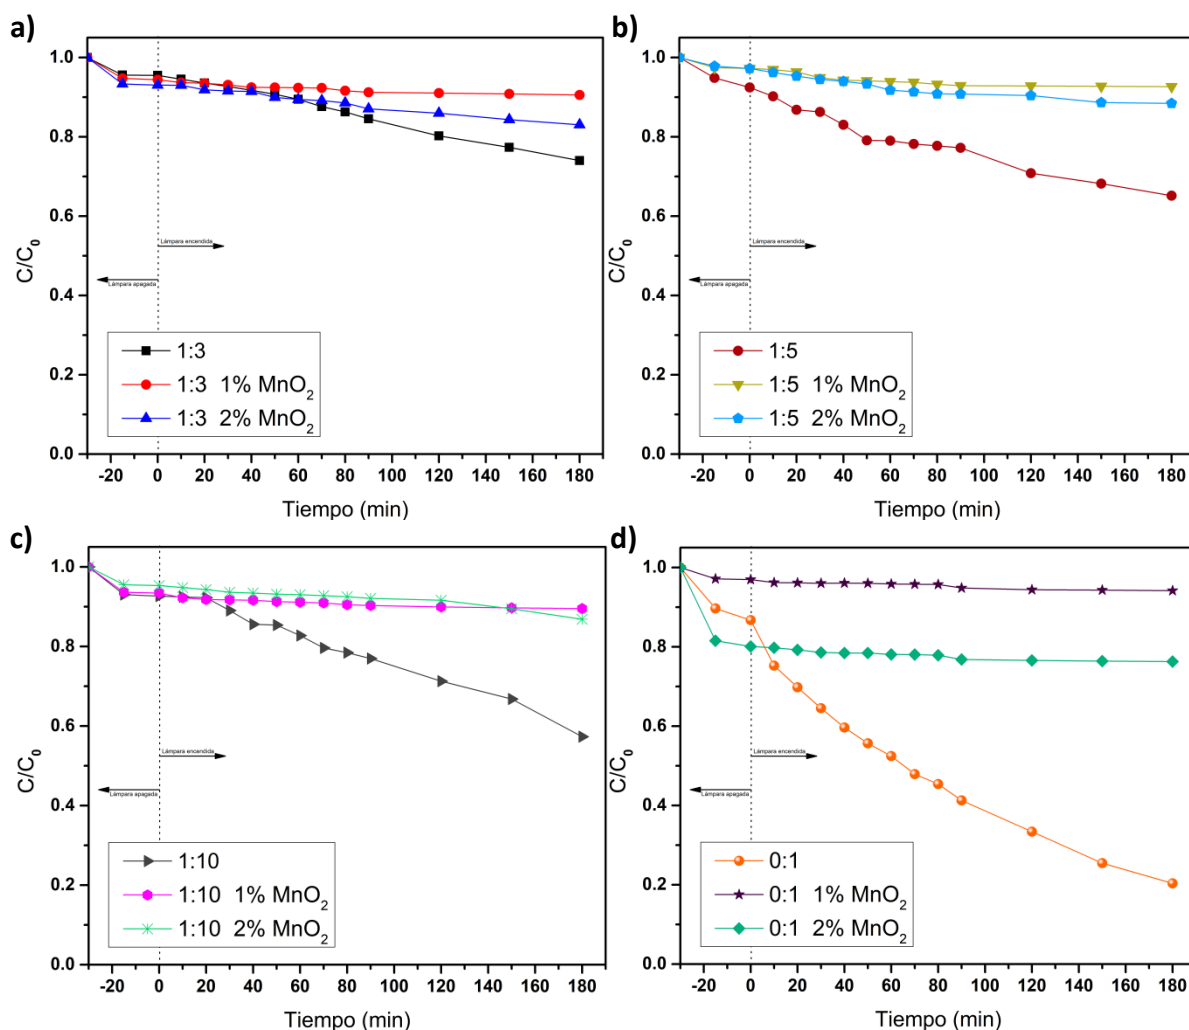 a)
1.0
0.8
0.6
0.4
0.2
0.0
C/C0
Lámpara encendida
Lámpara apagada
1:3
1:3 1% MnO2
1:3 2% MnO2
-20 0 20 40 60 80 100 120 140 160 180
Tiempo (min)
b)
1.0
0.8
0.6
0.4
0.2
0.0
C/C0
Lámpara encendida
Lámpara apagada
1:5
1:5 1% MnO2
1:5 2% MnO2
-20 0 20 40 60 80 100 120 140 160 180
Tiempo (min)
c)
1.0
0.8
0.6
0.4
0.2
0.0
C/C0
Lámpara encendida
Lámpara apagada
1:10
1:10 1% MnO2
1:10 2% MnO2
-20 0 20 40 60 80 100 120 140 160 180
Tiempo (min)
d)
1.0
0.8
0.6
0.4
0.2
0.0
C/C0
Lámpara encendida
Lámpara apagada
0:1
0:1 1% MnO2
0:1 2% MnO2
-20 0 20 40 60 80 100 120 140 160 180
Tiempo (min)